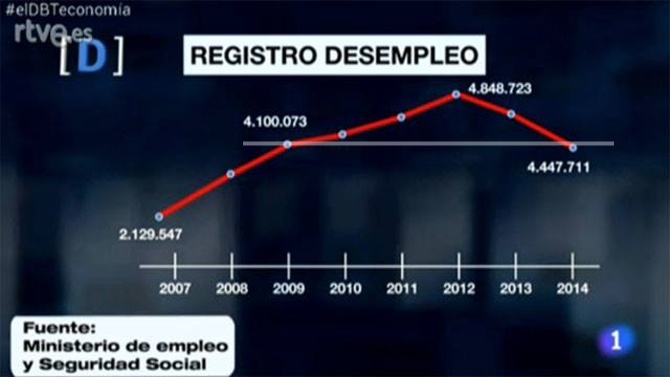 #elDBTeconomía
rtve.es
[D]
REGISTRO DESEMPLEO
4.848.723
4.100.073
4.447.711
2.129.547
2007 2008 2009 2010 2011 2012 2013 2014
Fuente:
Ministerio de empleo
y Seguridad Social
1